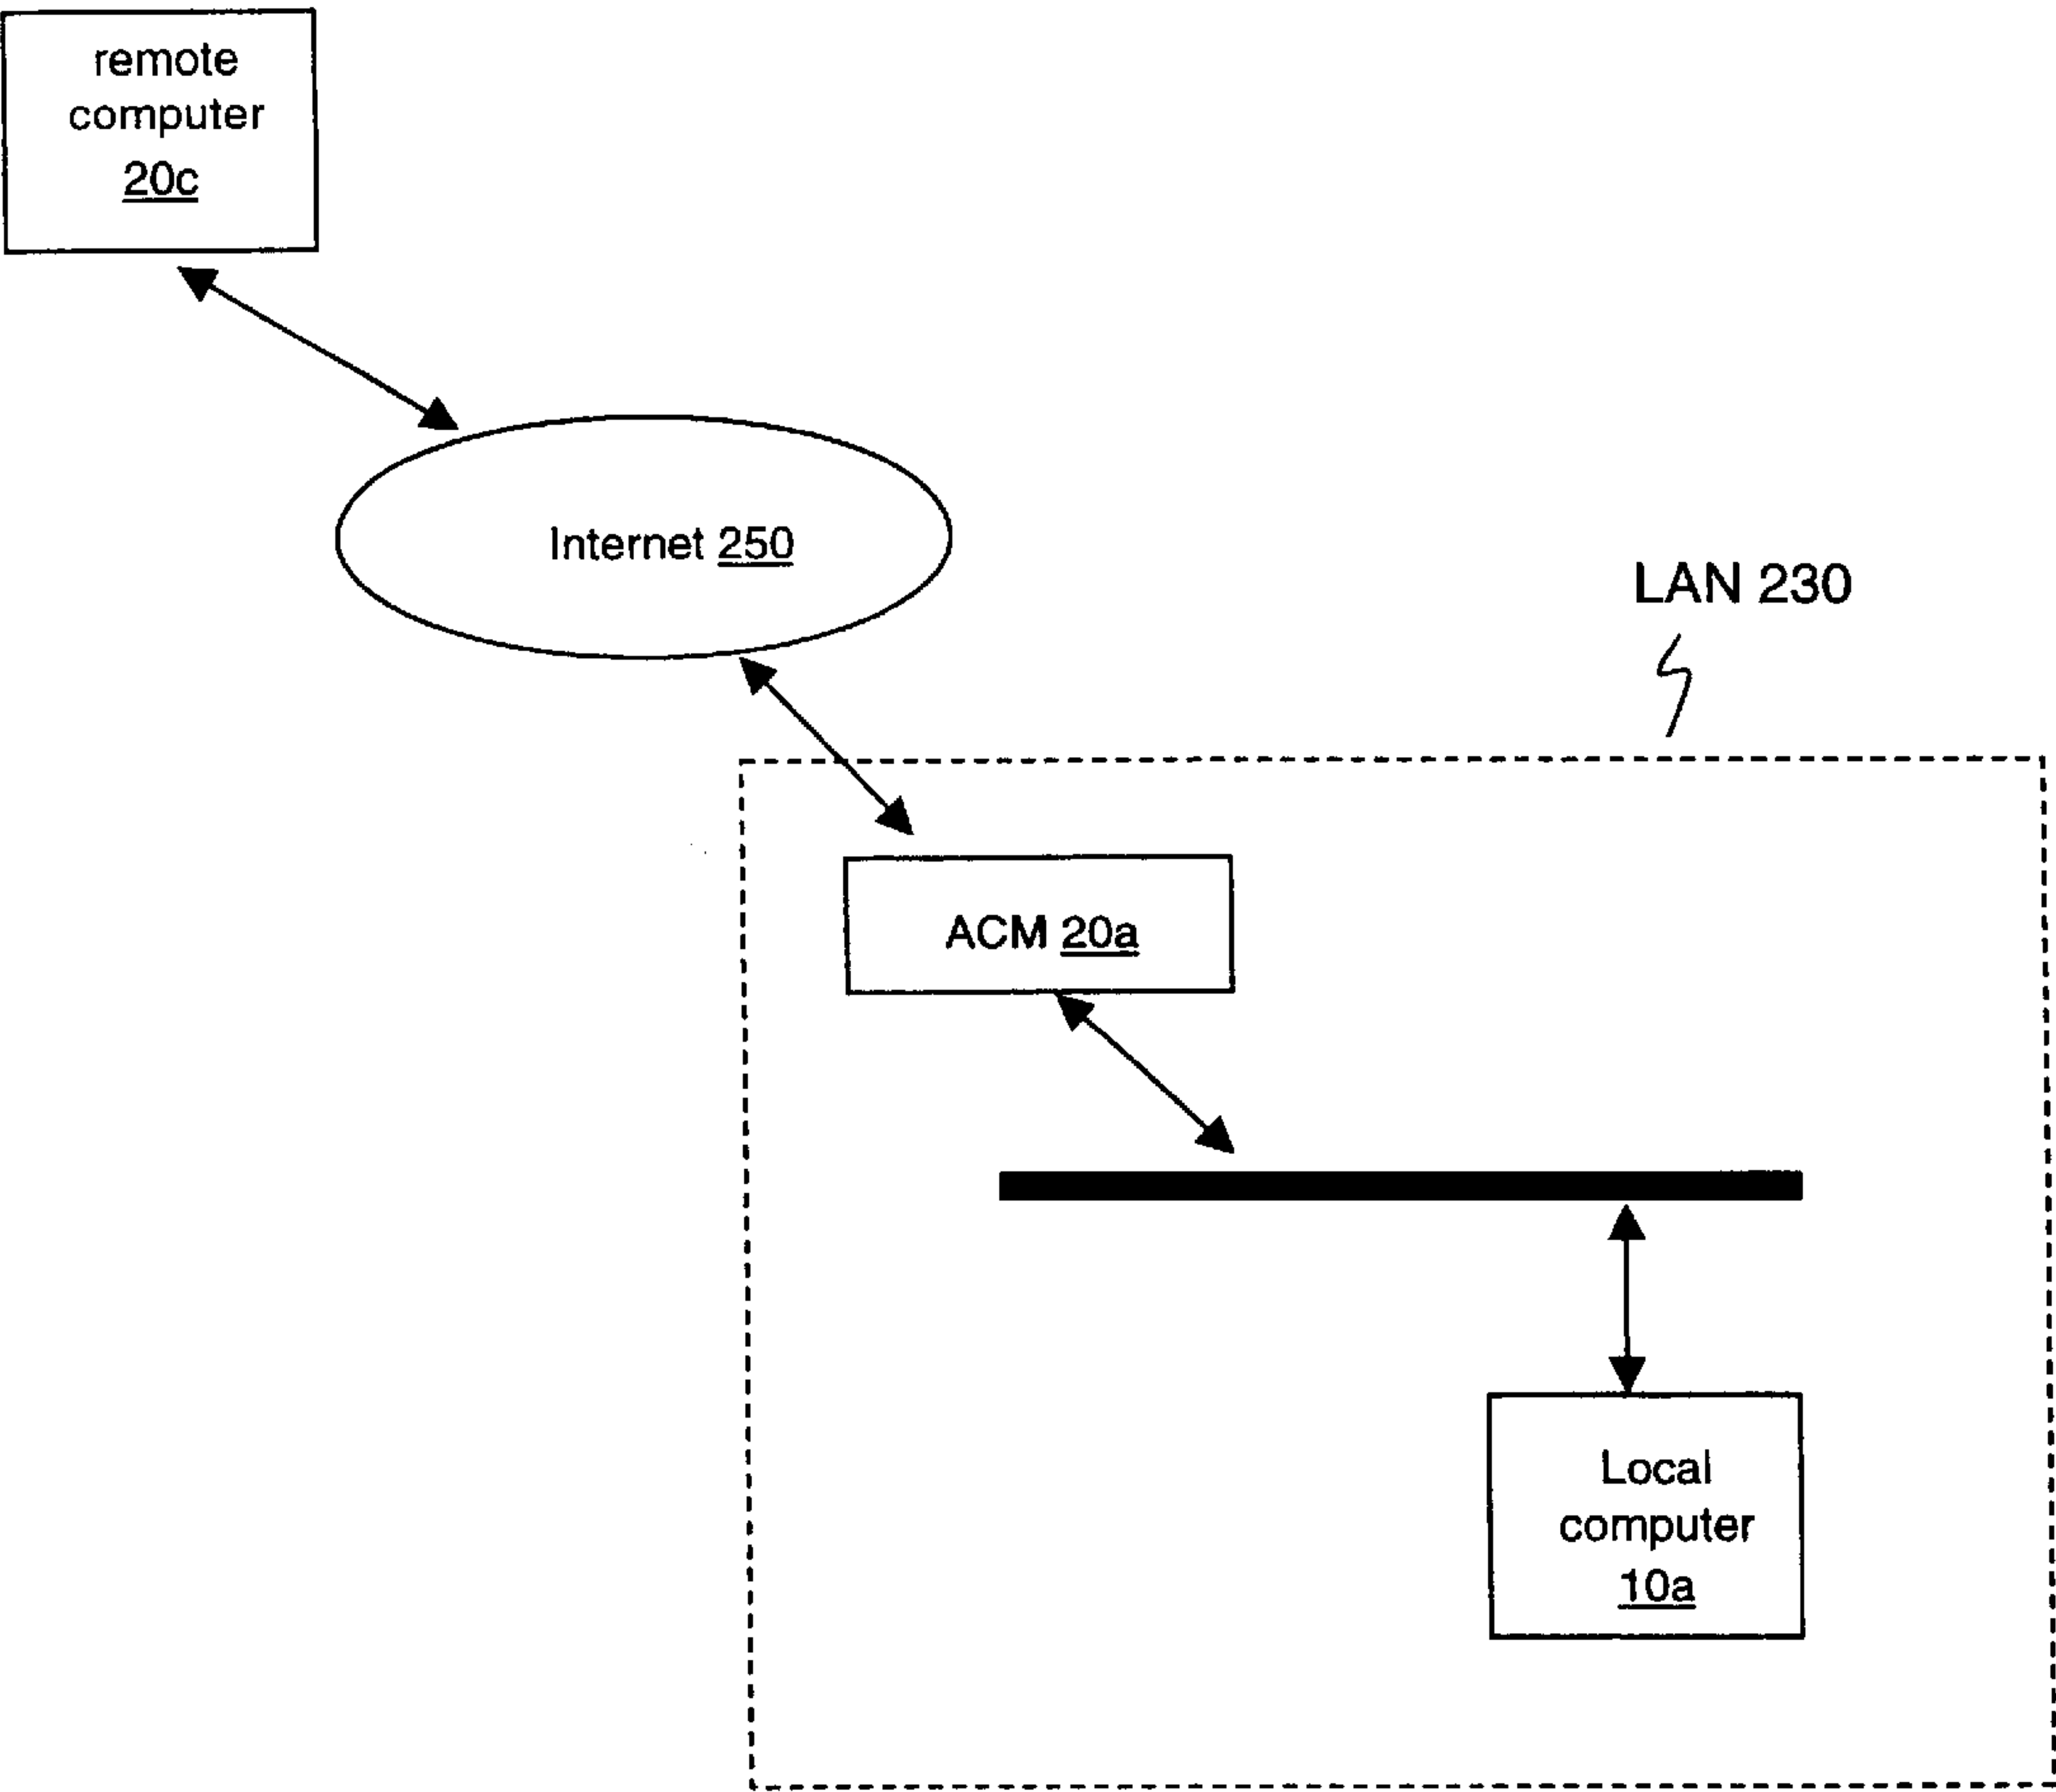 remote
computer
20c
Internet 250
LAN 230
ACM 20a
Local
computer
10a